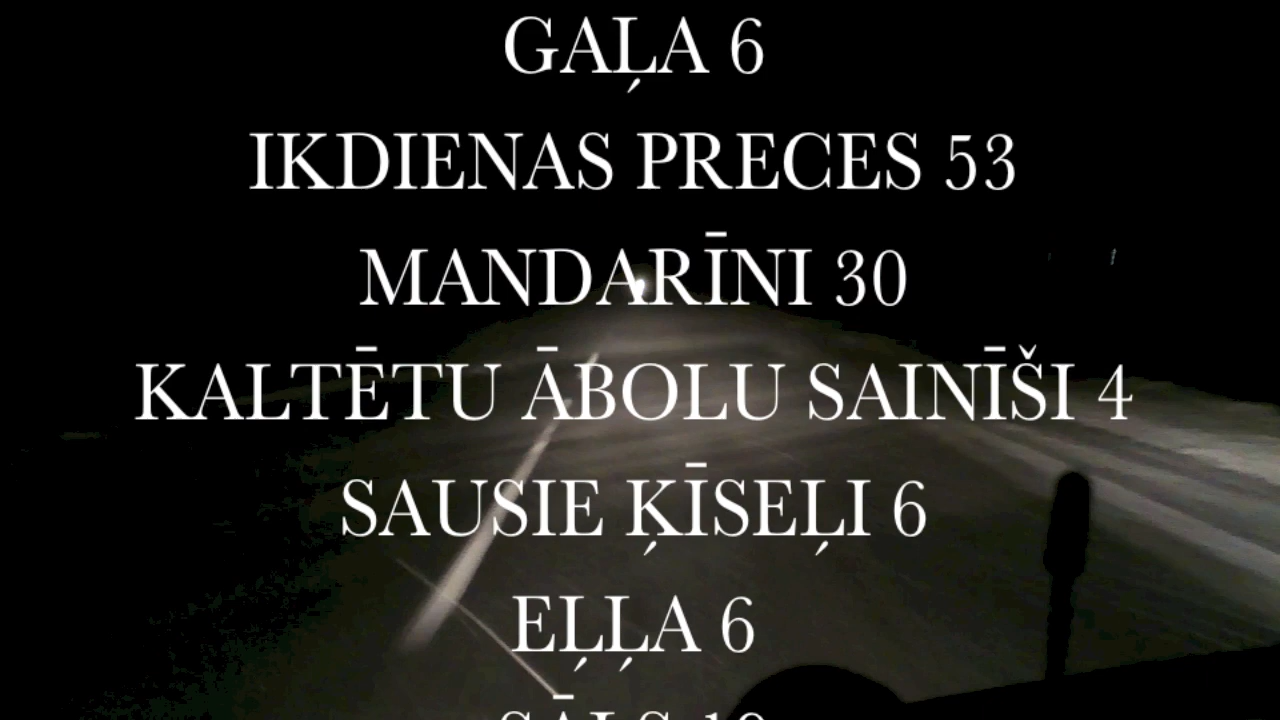 GAĻA 6
IKDIENAS PRECES 53
MANDARĪNI 30
KALTĒTU ĀBOLU SAINĪŠI 4
SAUSIE ĶĪSEĻI 6
EĻĻA 6